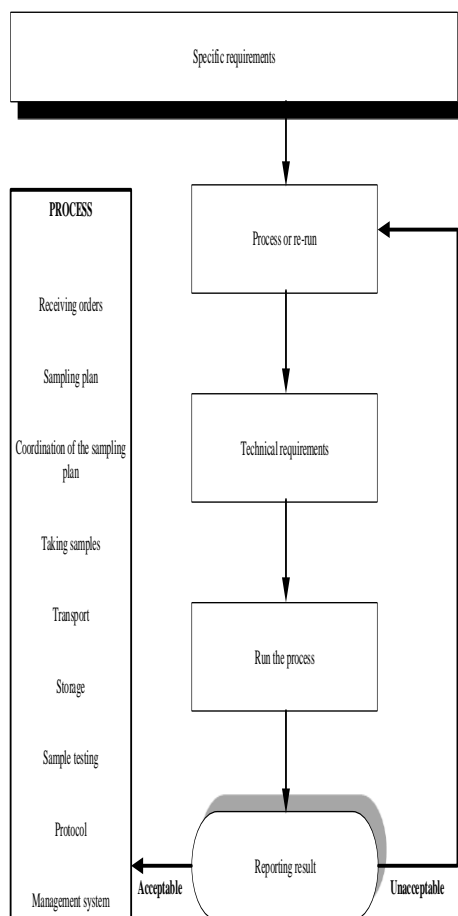 Specific requirements
PROCESS
Receiving orders
Sampling plan
Coordination of the sampling
plan
Taking samples
Transport
Storage
Sample testing
Protocol
Management system
Process or re-run
Technical requirements
Run the process
Reporting result
Acceptable
Unacceptable